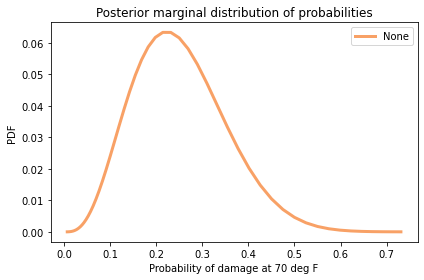 Posterior marginal distribution of probabilities
None
0.06
0.05
0.04
0.03
0.02
0.01
0.00
PDF
0.0 0.1 0.2 0.3 0.4 0.5 0.6 0.7
Probability of damage at 70 deg F